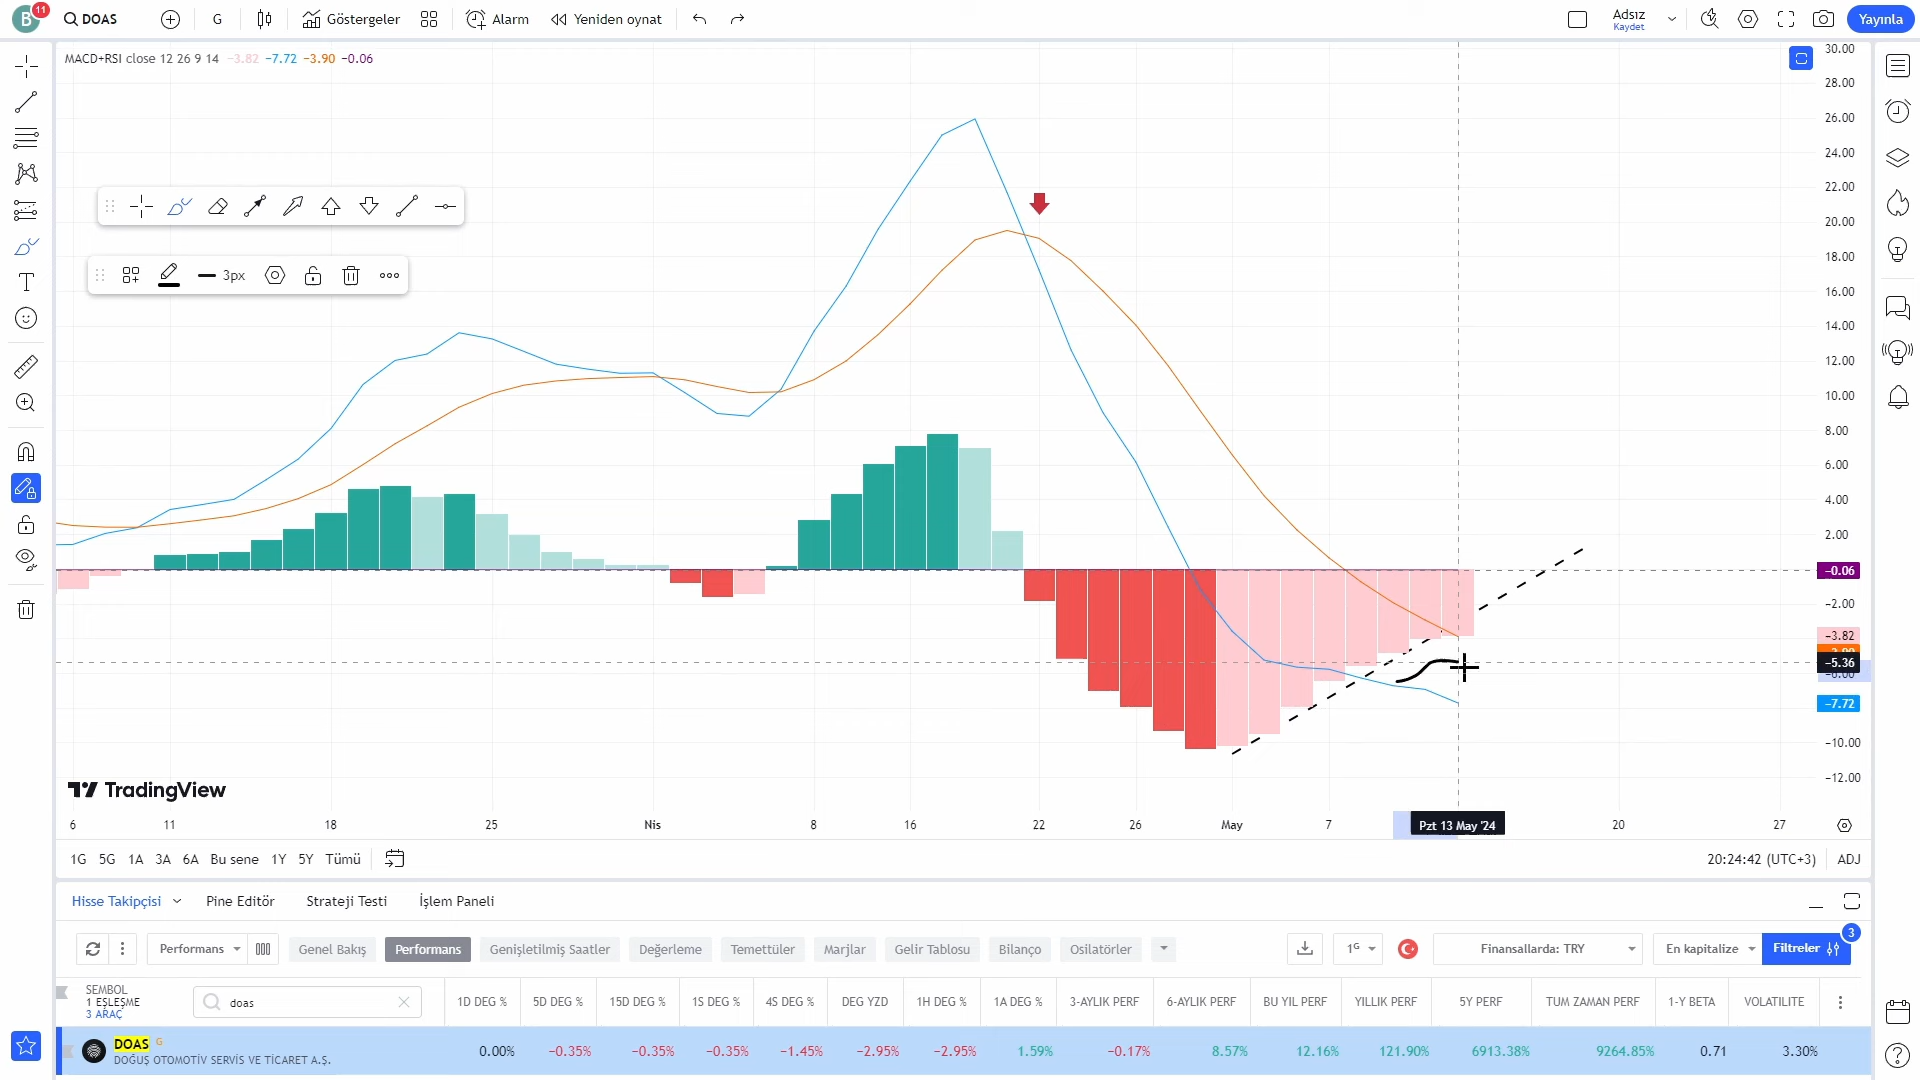 B 11 DOAS G Göstergeler Alarm Yeniden oynat Adsız Kaydet Yayınla
MACD+RSI close 12 26 9 14 −3.82 −7.72 −3.90 −0.06
3px
30.00
28.00
26.00
24.00
22.00
20.00
18.00
16.00
14.00
12.00
10.00
8.00
6.00
4.00
2.00
−0.06
−2.00
−3.82
−5.36
−7.72
−10.00
−12.00
TradingView
6 11 18 25 Nis 8 16 22 26 May 7 Pzt 13 May '24 20 27
1G 5G 1A 3A 6A Bu sene 1Y 5Y Tümü 20:24:42 (UTC+3) ADJ
Hisse Takipçisi Pine Editör Strateji Testi İşlem Paneli
Performans Genel Bakış Performans Genişletilmiş Saatler Değerleme Temettüler Marjlar Gelir Tablosu Bilanço Osilatörler 1G Finansallarda: TRY En kapitalize Filtreler 3
SEMBOL
1 EŞLEŞME
3 ARAÇ
doas
1D DEG % 5D DEG % 15D DEG % 1S DEG % 4S DEG % DEG YZD 1H DEG % 1A DEG % 3-AYLIK PERF 6-AYLIK PERF BU YIL PERF YILLIK PERF 5Y PERF TUM ZAMAN PERF 1-Y BETA VOLATILITE
DOAS G
DOĞUŞ OTOMOTİV SERVİS VE TİCARET A.Ş.
0.00% −0.35% −0.35% −0.35% −1.45% −2.95% −2.95% 1.59% −0.17% 8.57% 12.16% 121.90% 6913.38% 9264.85% 0.71 3.30%